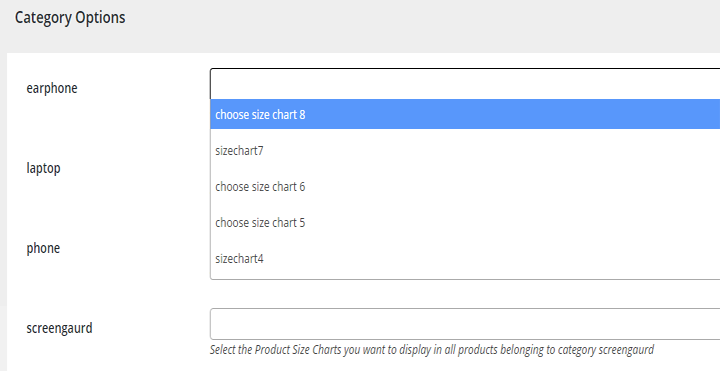 Category Options
earphone
choose size chart 8
sizechart7
laptop
choose size chart 6
choose size chart 5
phone
sizechart4
screengaurd
Select the Product Size Charts you want to display in all products belonging to category screengaurd